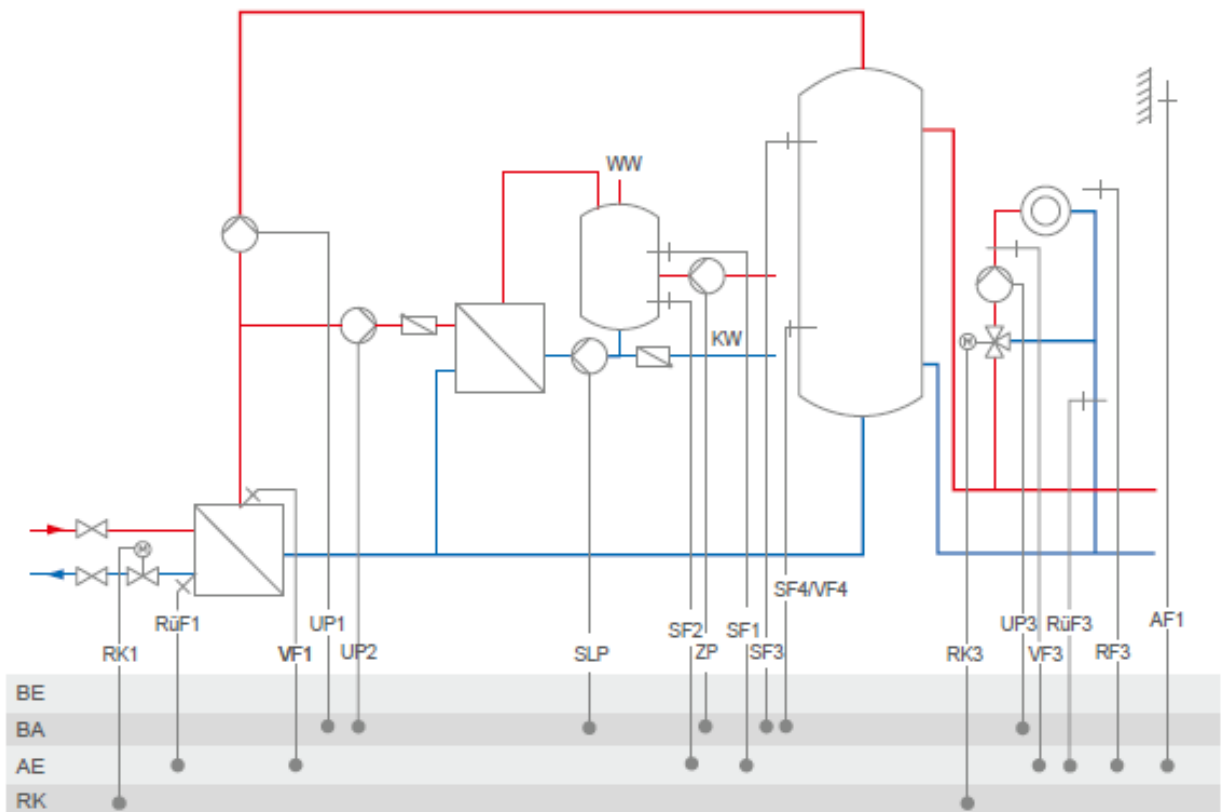 WW
KW
M
M
SF4/VF4
RüF1
UP1
SF2
SF1
UP3
RüF3
AF1
RK1
VF1
UP2
SLP
ZP
SF3
RK3
VF3
RF3
BE
BA
AE
RK